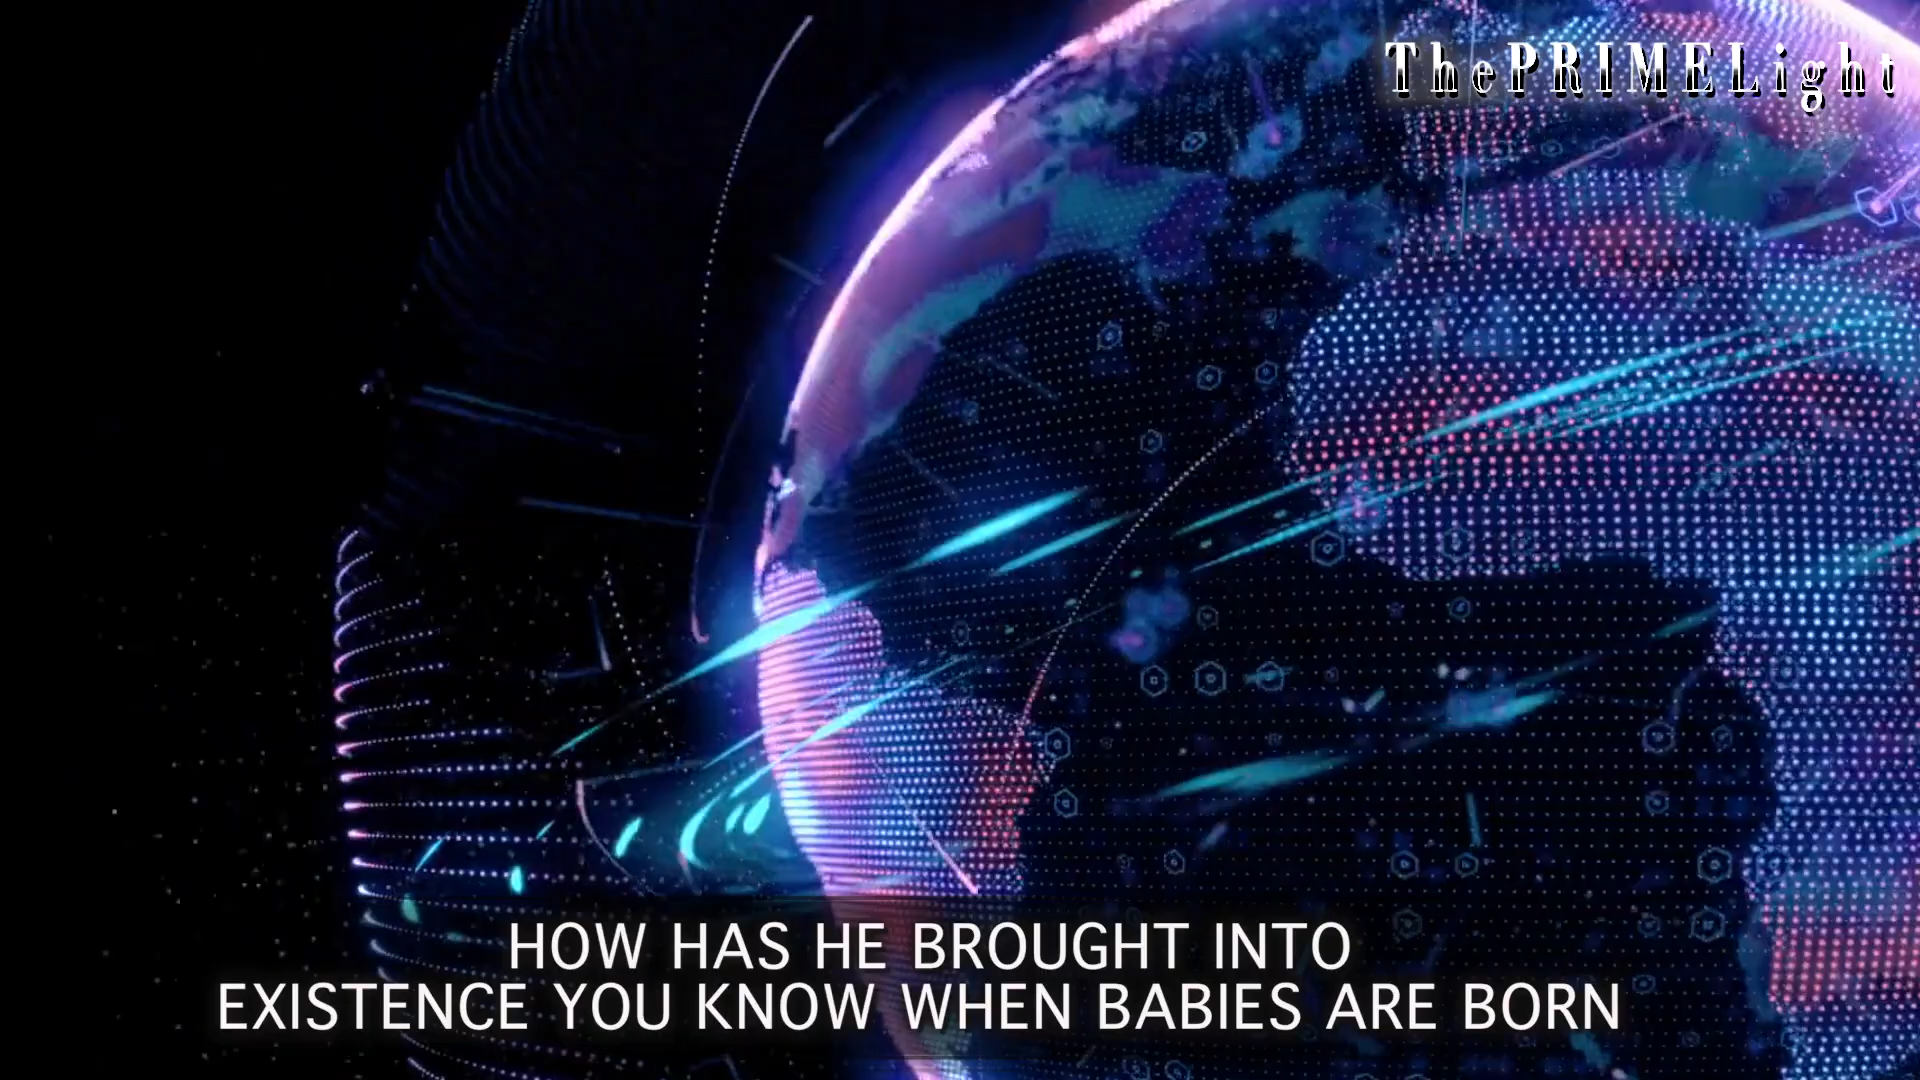 ThePRIMELight
HOW HAS HE BROUGHT INTO
EXISTENCE YOU KNOW WHEN BABIES ARE BORN